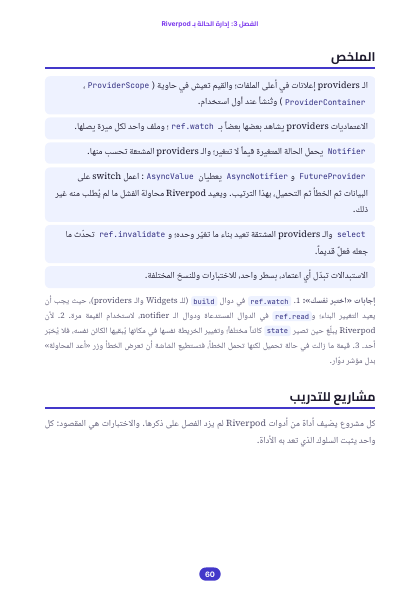 الفصل 3: إدارة الحالة بـ Riverpod
الملخص
الـ providers إعلانات في أعلى الملفات؛ والقيم تعيش في حاوية ( ProviderScope ،
ProviderContainer ) وتُنشأ عند أول استخدام.
الاعتماديات providers يشاهد بعضها بعضاً بـ ref.watch ؛ وملف واحد لكل ميزة يصلها.
Notifier يحمل الحالة المتغيرة قيماً لا تتغير؛ والـ providers المشتقة تُحسب منها.
FutureProvider و AsyncNotifier يعطيان AsyncValue : اعمل switch على
البيانات ثم الخطأ ثم التحميل، بهذا الترتيب. ويعيد Riverpod محاولة الفشل ما لم يُطلب منه غير
ذلك.
select والـ providers المشتقة تعيد بناء ما تغيّر وحده؛ و ref.invalidate تحدّث ما
جعله فعلٌ قديماً.
الاستبدالات تبدّل أي اعتماد، بسطر واحد، للاختبارات وللنسخ المختلفة.
إجابات «اختبر نفسك»: 1. ref.watch في دوال build (للـ Widgets والـ providers)، حيث يجب أن
يعيد التغيير البناء؛ و ref.read في الدوال المستدعاة ودوال الـ notifier، لاستخدام القيمة مرة. 2. لأن
Riverpod يبلّغ حين تصير state كائناً مختلفاً؛ وتغيير الخريطة نفسها في مكانها يُبقيها الكائن نفسه، فلا يُخبَر
أحد. 3. قيمة ما زالت في حالة تحميل لكنها تحمل الخطأ، فتستطيع الشاشة أن تعرض الخطأ وزر «أعد المحاولة»
بدل مؤشر دوّار.
مشاريع للتدريب
كل مشروع يضيف أداة من أدوات Riverpod لم يزد الفصل على ذكرها. والاختبارات هي المقصود: كل
واحد يثبت السلوك الذي تعد به الأداة.
60